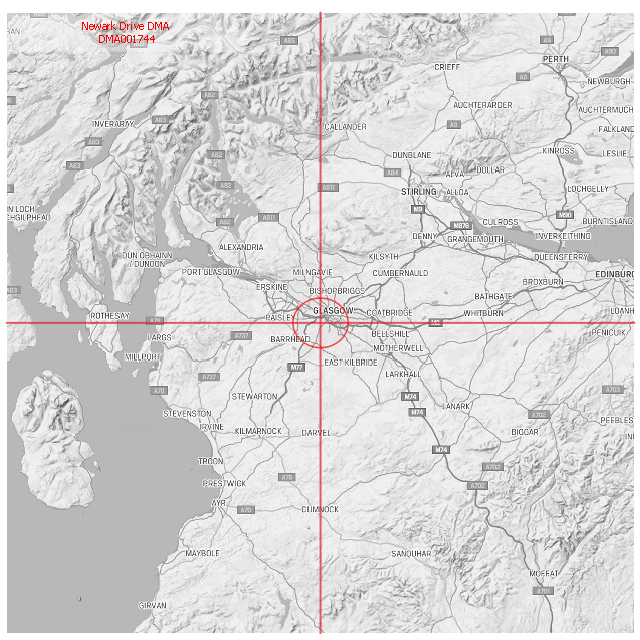 Newark Drive DMA
DMA001744
A85
A9
PERTH
A90
CRIEFF
A9
NEWBURGH
A82
AUCHTERARDER
AUCHTERMUCH
INVERARAY
A83
CALLANDER
A9
FALKLAND
A83
A82
DUNBLANE
KINROSS
LESLIE
A83
A84
ALVA
DOLLAR
A82
A811
STIRLING
ALLOA
LOCHGELLY
N LOCH
CHGILPHEAD
A82
A811
M9
M876
CULROSS
M90
BURNTISLAND
DENNY
GRANGEMOUTH
INVERKEITHING
ALEXANDRIA
DÙN OBHAINN
/ DUNOON
KILSYTH
QUEENSFERRY
PORT GLASGOW
MILNGAVIE
CUMBERNAULD
EDINBURG
A83
ERSKINE
BISHOPBRIGGS
BROXBURN
BATHGATE
ROTHESAY
PAISLEY
GLASGOW
COATBRIDGE
WHITBURN
LOANH
A78
M8
LARGS
A737
BARRHEAD
BELLSHILL
PENICUIK
MILLPORT
MOTHERWELL
M77
EAST KILBRIDE
A737
LARKHALL
A78
A703
STEWARTON
M74
LANARK
STEVENSTON
M74
A702
PEEBLES
IRVINE
KILMARNOCK
DARVEL
BIGGAR
IN
M74
TROON
A702
A76
PRESTWICK
A702
AYR
A70
CUMNOCK
MAYBOLE
SANQUHAR
MOFFAT
A701
GIRVAN